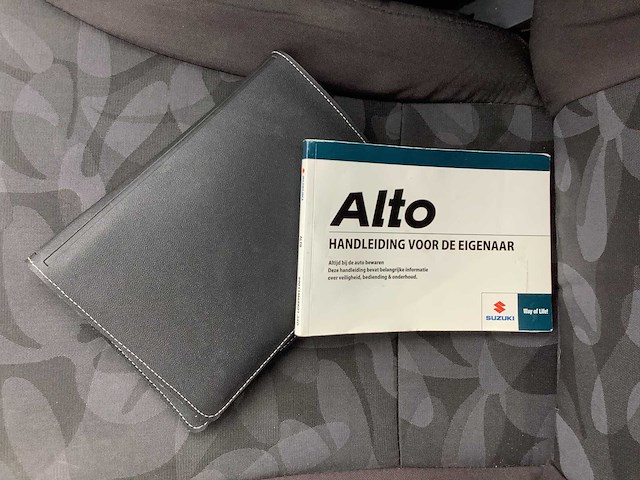 Alto
HANDLEIDING VOOR DE EIGENAAR
Altijd bij de auto bewaren
Deze handleiding bevat belangrijke informatie
over veiligheid, bediending & onderhoud.
SUZUKI
Way of Life!